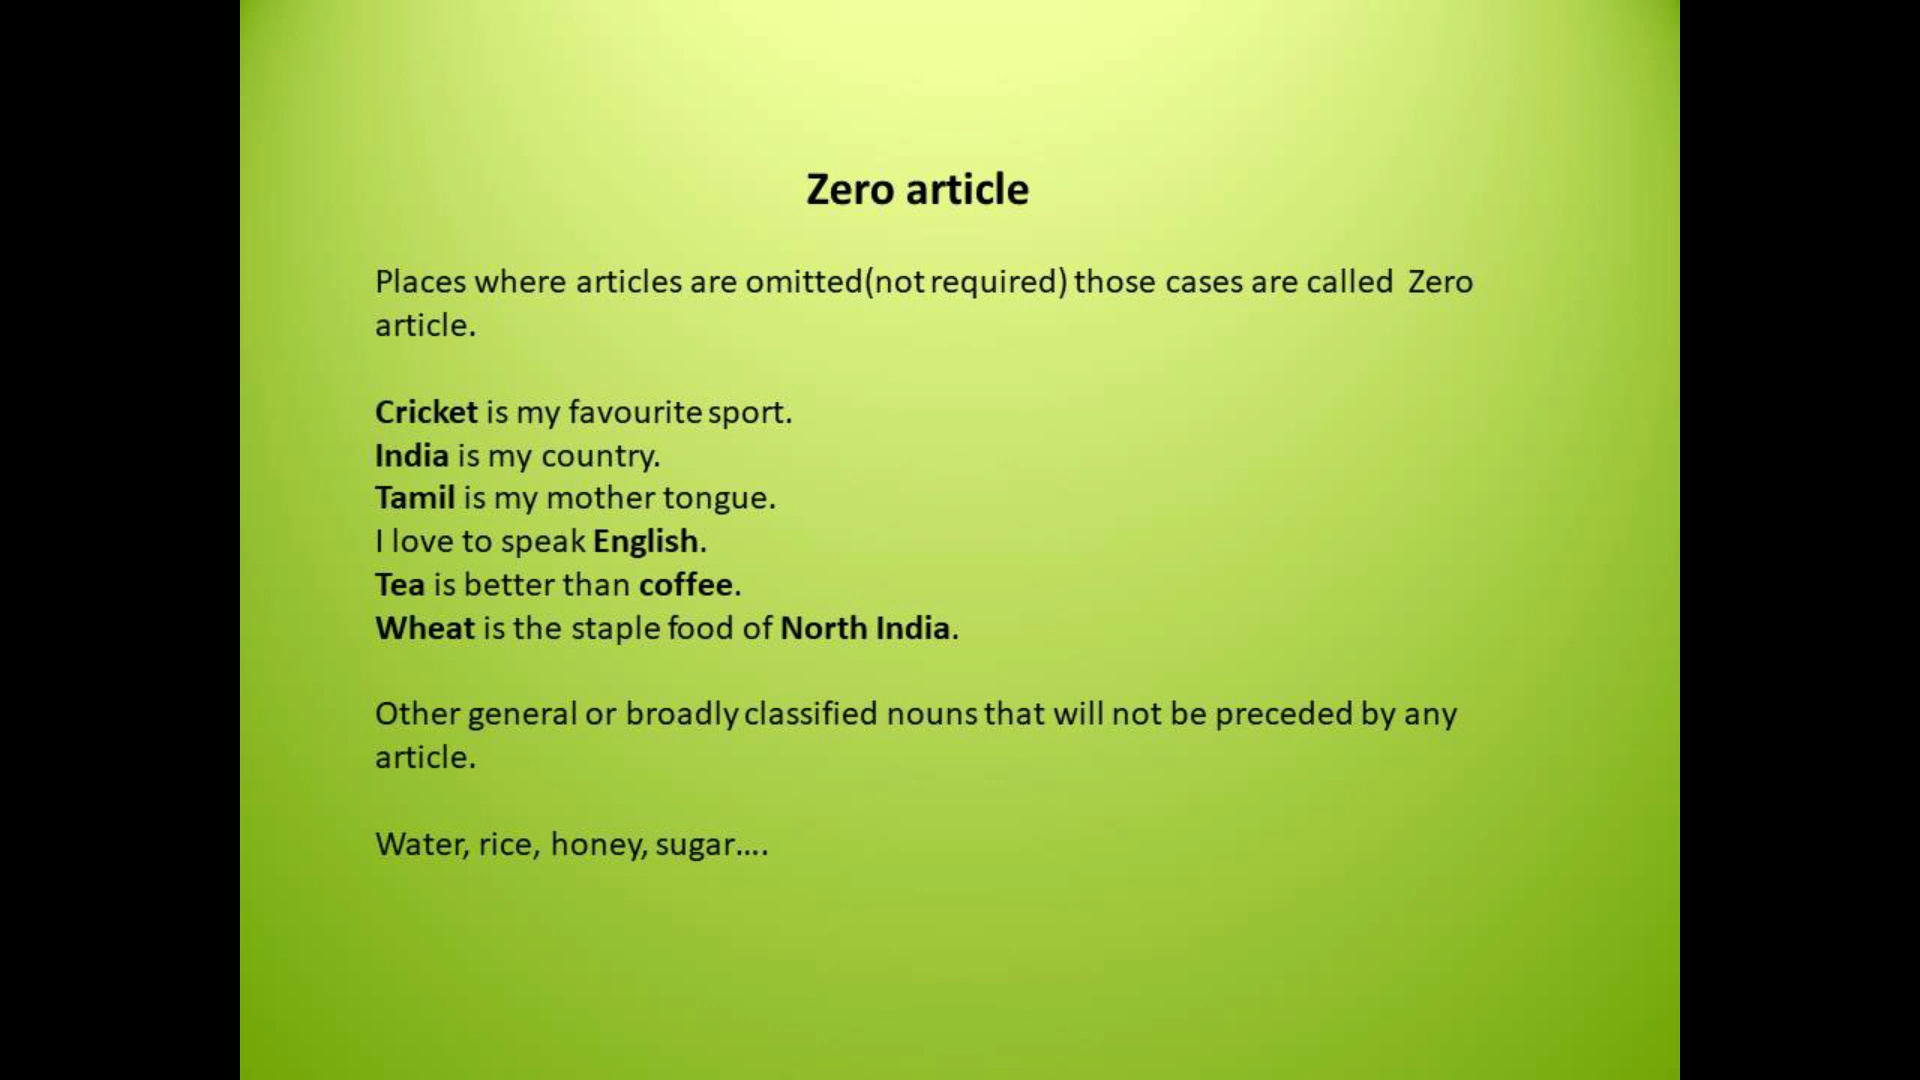 Zero article
Places where articles are omitted(not required) those cases are called  Zero
article.
Cricket is my favourite sport.
India is my country.
Tamil is my mother tongue.
I love to speak English.
Tea is better than coffee.
Wheat is the staple food of North India.
Other general or broadly classified nouns that will not be preceded by any
article.
Water, rice, honey, sugar....